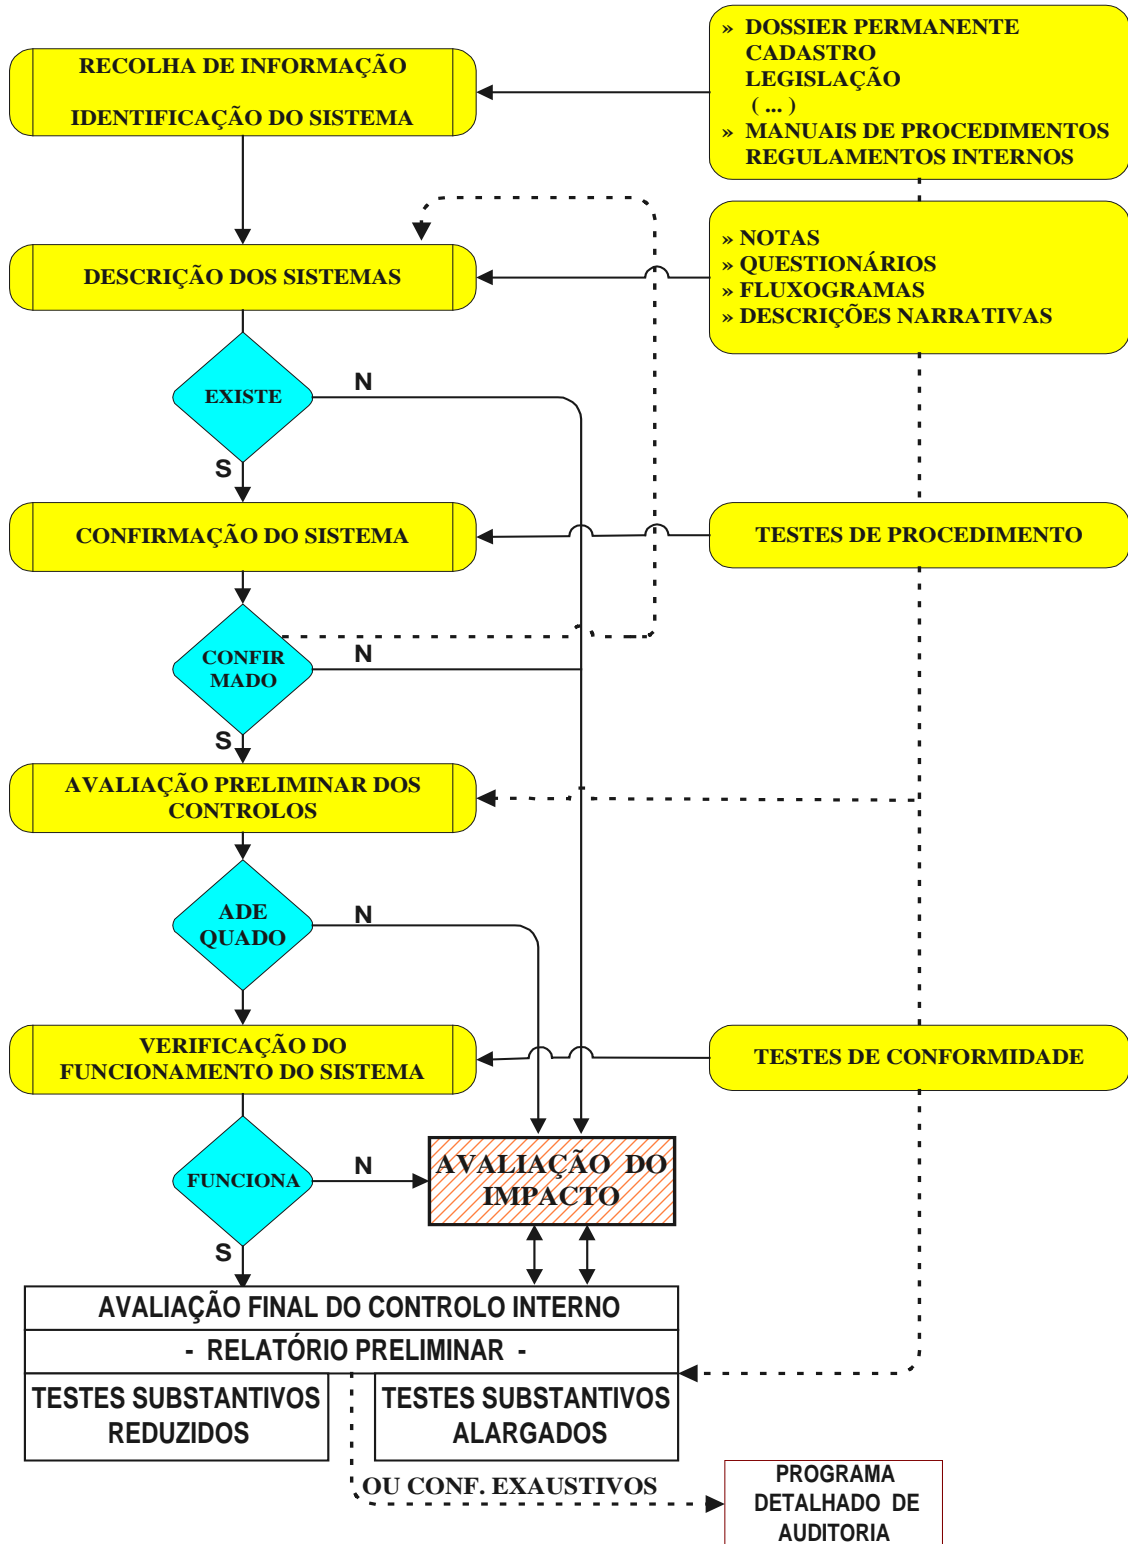 RECOLHA DE INFORMAÇÃO
IDENTIFICAÇÃO DO SISTEMA
» DOSSIER PERMANENTE
CADASTRO
LEGISLAÇÃO
( ... )
» MANUAIS DE PROCEDIMENTOS
REGULAMENTOS INTERNOS
DESCRIÇÃO DOS SISTEMAS
» NOTAS
» QUESTIONÁRIOS
» FLUXOGRAMAS
» DESCRIÇÕES NARRATIVAS
EXISTE
N
S
CONFIRMAÇÃO DO SISTEMA
TESTES DE PROCEDIMENTO
CONFIR
MADO
N
S
AVALIAÇÃO PRELIMINAR DOS
CONTROLOS
ADE
QUADO
N
VERIFICAÇÃO DO
FUNCIONAMENTO DO SISTEMA
TESTES DE CONFORMIDADE
FUNCIONA
N
S
AVALIAÇÃO DO
IMPACTO
AVALIAÇÃO FINAL DO CONTROLO INTERNO
- RELATÓRIO PRELIMINAR -
TESTES SUBSTANTIVOS
REDUZIDOS
TESTES SUBSTANTIVOS
ALARGADOS
OU CONF. EXAUSTIVOS
PROGRAMA
DETALHADO DE
AUDITORIA